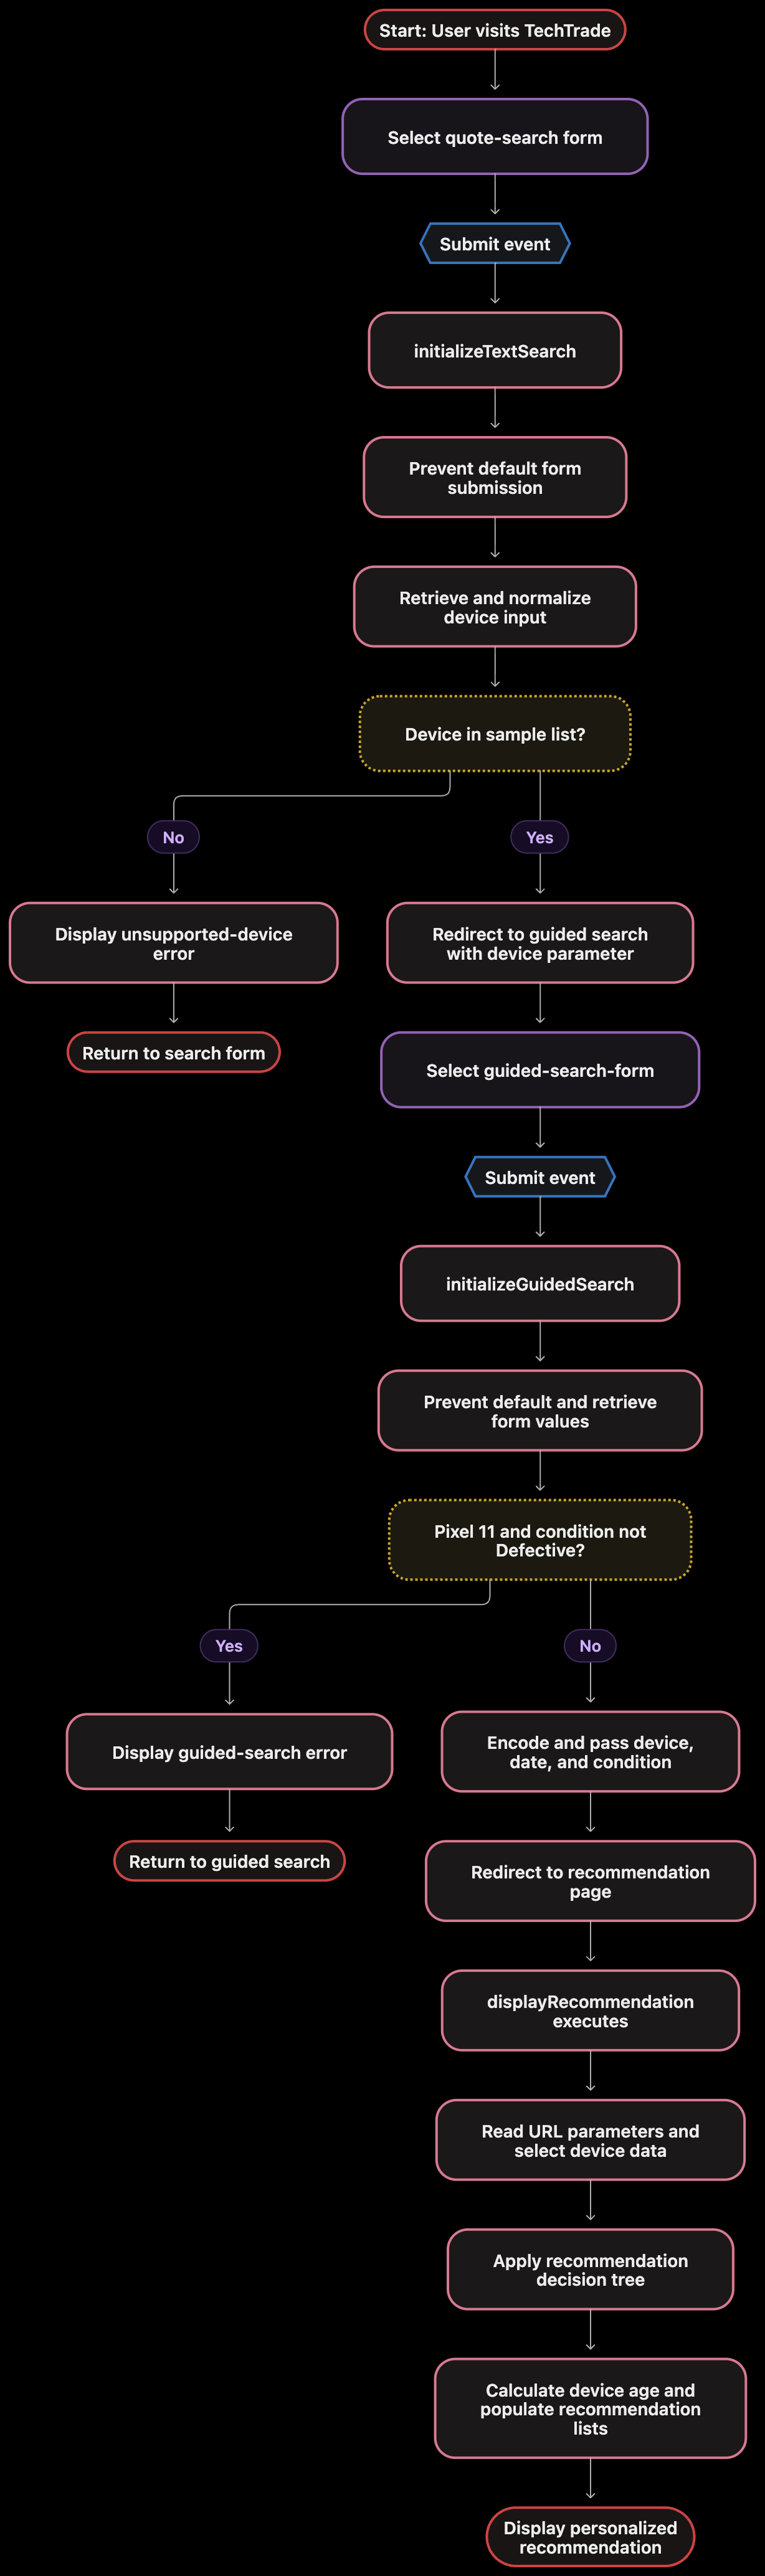 Start: User visits TechTrade
Select quote-search form
Submit event
initializeTextSearch
Prevent default form
submission
Retrieve and normalize
device input
Device in sample list?
No
Yes
Display unsupported-device
error
Redirect to guided search
with device parameter
Return to search form
Select guided-search-form
Submit event
initializeGuidedSearch
Prevent default and retrieve
form values
Pixel 11 and condition not
Defective?
Yes
No
Display guided-search error
Encode and pass device,
date, and condition
Return to guided search
Redirect to recommendation
page
displayRecommendation
executes
Read URL parameters and
select device data
Apply recommendation
decision tree
Calculate device age and
populate recommendation
lists
Display personalized
recommendation